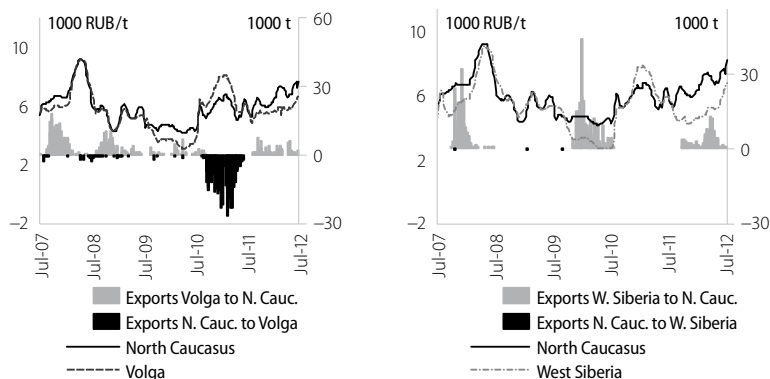 1000 RUB/t 1000 t
60
10
30
6
0
2
−2
−30
Jul-07
Jul-08
Jul-09
Jul-10
Jul-11
Jul-12
Exports Volga to N. Cauc.
Exports N. Cauc. to Volga
North Caucasus
Volga
1000 RUB/t 1000 t
10
30
6
2
0
−2
−30
Jul-07
Jul-08
Jul-09
Jul-10
Jul-11
Jul-12
Exports W. Siberia to N. Cauc.
Exports N. Cauc. to W. Siberia
North Caucasus
West Siberia